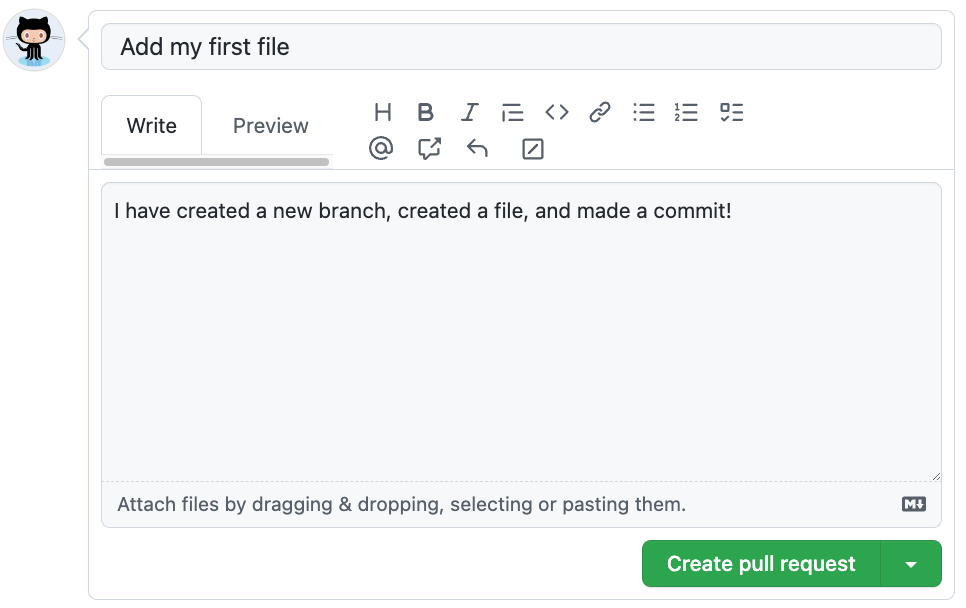 Add my first file
Write Preview
I have created a new branch, created a file, and made a commit!
Attach files by dragging & dropping, selecting or pasting them.
Create pull request